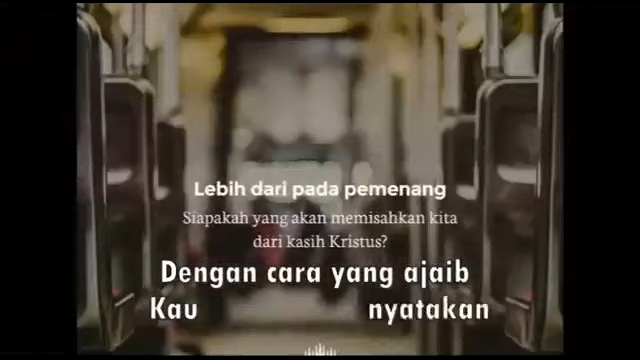 Lebih dari pada pemenang
Siapakah yang akan memisahkan kita
dari kasih Kristus?
Dengan cara yang ajaib
Kau nyatakan